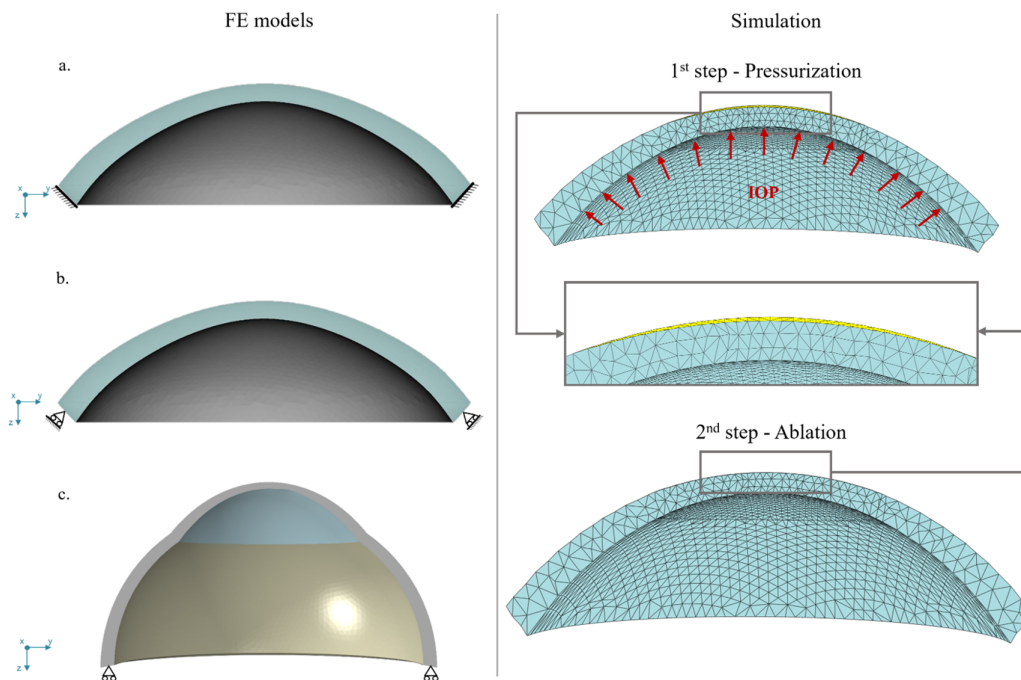 FE models
Simulation
a.
x y
z
b.
x y
z
c.
x y
z
1st step - Pressurization
IOP
2nd step - Ablation